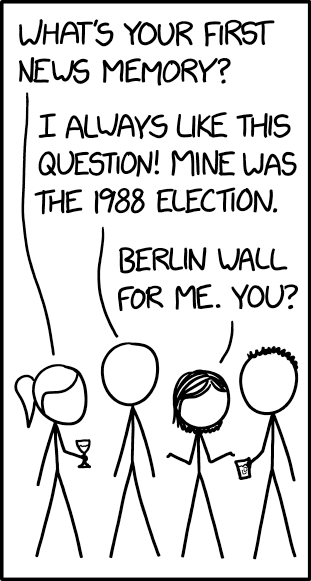 WHAT'S YOUR FIRST
NEWS MEMORY?
I ALWAYS LIKE THIS
QUESTION! MINE WAS
THE 1988 ELECTION.
BERLIN WALL
FOR ME. YOU?